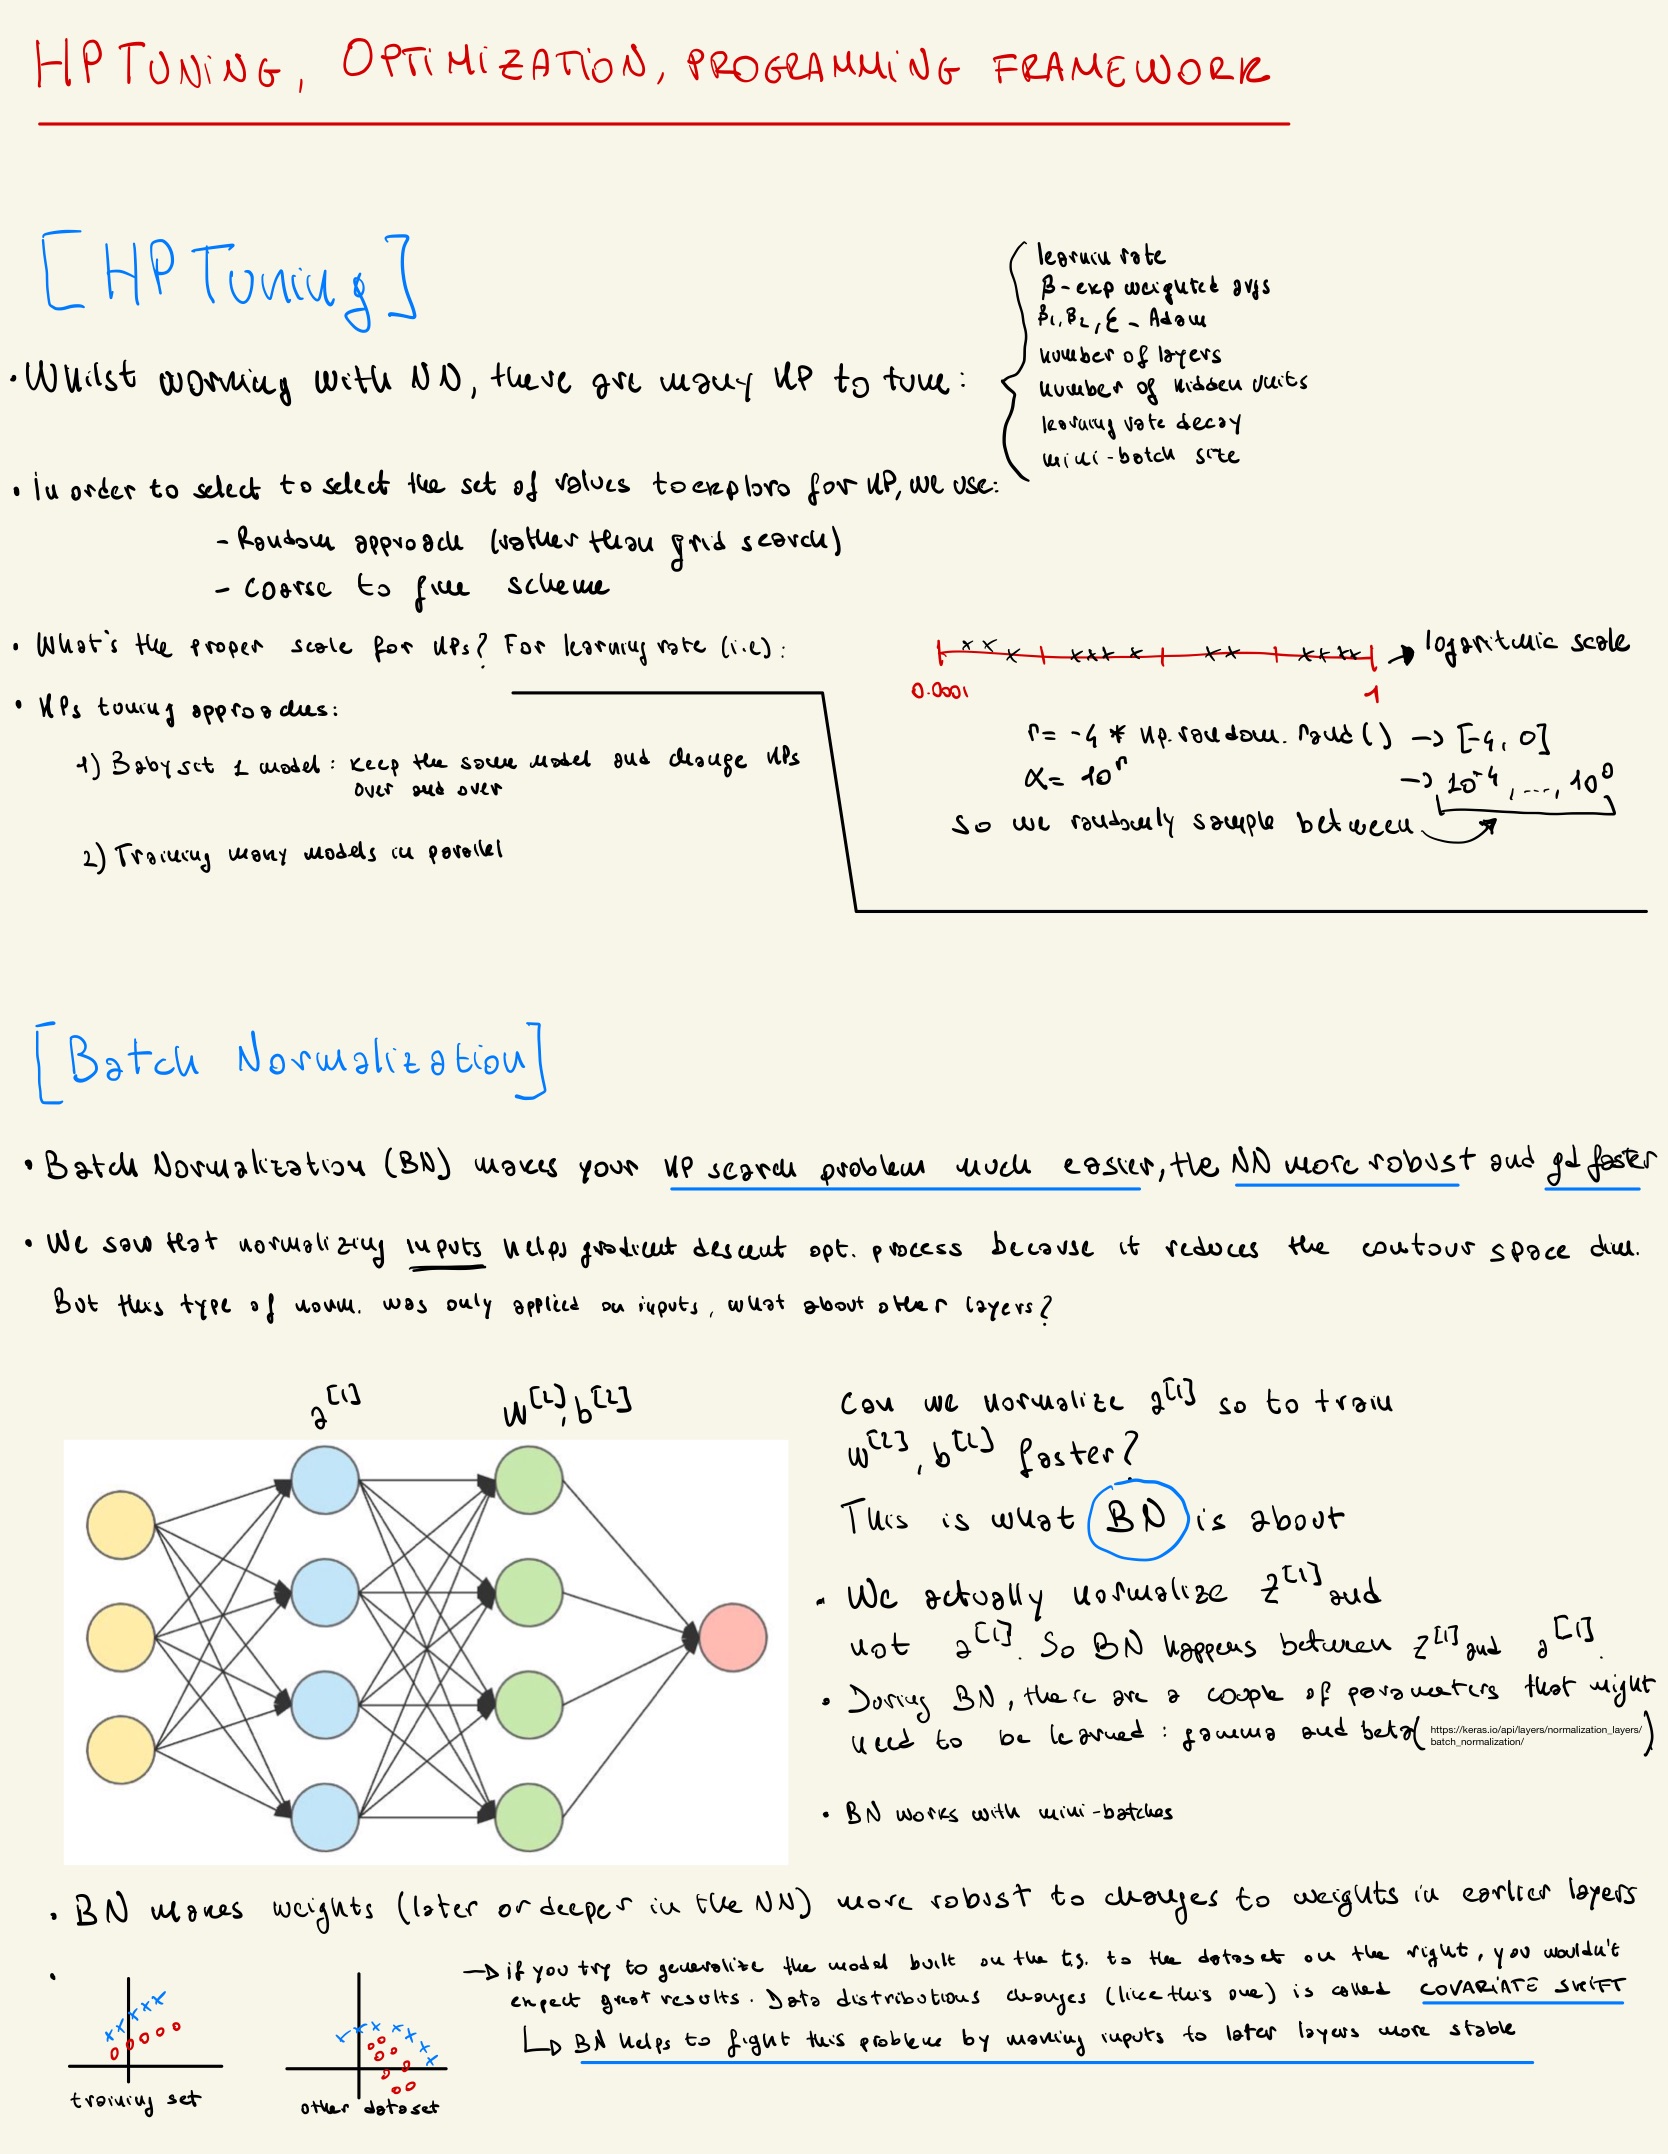 HP TUNING, OPTIMIZATION, PROGRAMMING FRAMEWORK
[HP Tuning]
• Whilst working with NN, there are many HP to tune:
learnin rate
β - exp weighted avgs
β1, β2, ε - Adam
number of layers
number of hidden units
learning rate decay
mini-batch size
• in order to select to select the set of values to explore for HP, we use:
- Random approach (rather than grid search)
- coarse to fine scheme
• What's the proper scale for HPs? For learning rate (i.e):
0.0001
1
logaritmic scale
r = -4 * np.random.rand() -> [-4, 0]
α = 10^r -> 10^-4, ..., 10^0
so we randomly sample between
• HPs tuning approaches:
1) Babysit 1 model: keep the same model and change HPs
over and over
2) Training many models in parallel
[Batch Normalization]
• Batch Normalization (BN) makes your HP search problem much easier, the NN more robust and gd faster
• We saw that normalizing inputs helps gradient descent opt. process because it reduces the contour space dim.
But this type of norm. was only applied on inputs, what about other layers?
a^[1]
W^[2], b^[2]
Can we normalize a^[1] so to train
w^[2], b^[2] faster?
This is what BN is about
• We actually normalize z^[1] and
not a^[1]. So BN happens between z^[1] and a^[1].
• During BN, there are a couple of parameters that might
need to be learned: gamma and beta (https://keras.io/api/layers/normalization_layers/
batch_normalization/)
• BN works with mini-batches
• BN makes weights (later or deeper in the NN) more robust to changes to weights in earlier layers
•
training set
other dataset
-> if you try to generalize the model built on the t.s. to the dataset on the right, you wouldn't
expect great results. Data distributions changes (like this one) is called COVARIATE SHIFT
-> BN helps to fight this problem by making inputs to later layers more stable